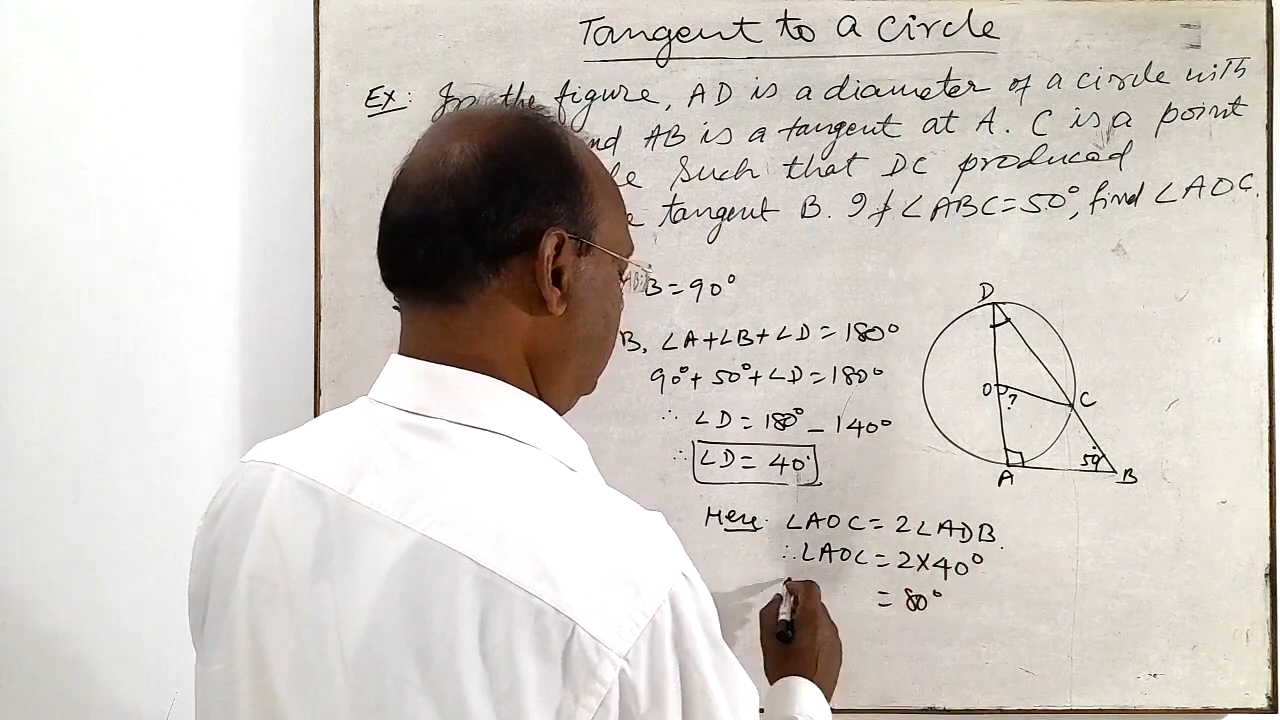 Tangent to a circle
Ex: In the figure, AD is a diameter of a circle with
nd AB is a tangent at A. C is a point
le such that DC produced
tangent B. If ∠ABC=50°, find ∠AOC.
B=90°
B, ∠A+∠B+∠D=180°
90°+50°+∠D=180°
∴ ∠D=180°-140°
∴ ∠D=40°
Here ∠AOC=2∠ADB.
∴∠AOC=2×40°
=80°
D
O
?
C
50°
A
B